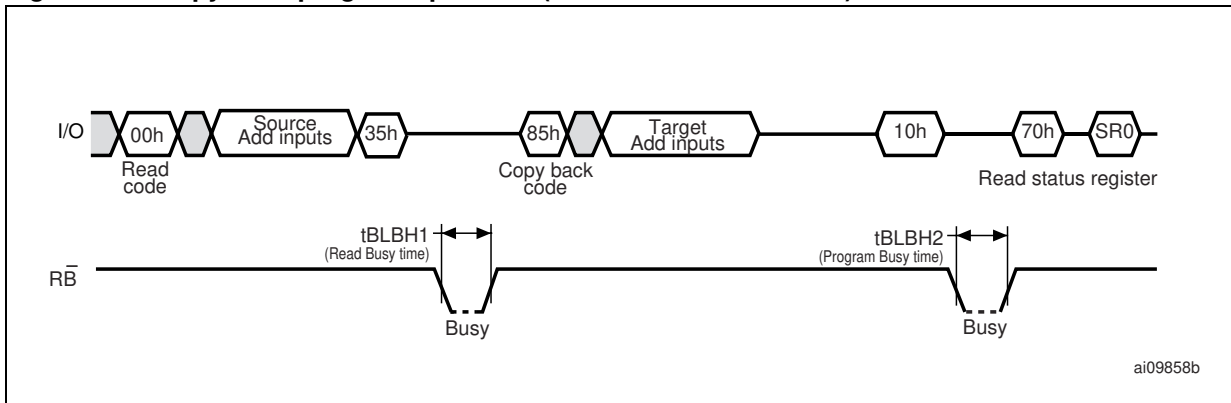 I/O
00h
Source
Add inputs
35h
85h
Target
Add inputs
10h
70h
SR0
Read
code
Copy back
code
Read status register
tBLBH1
(Read Busy time)
tBLBH2
(Program Busy time)
RB̅
Busy
Busy
ai09858b